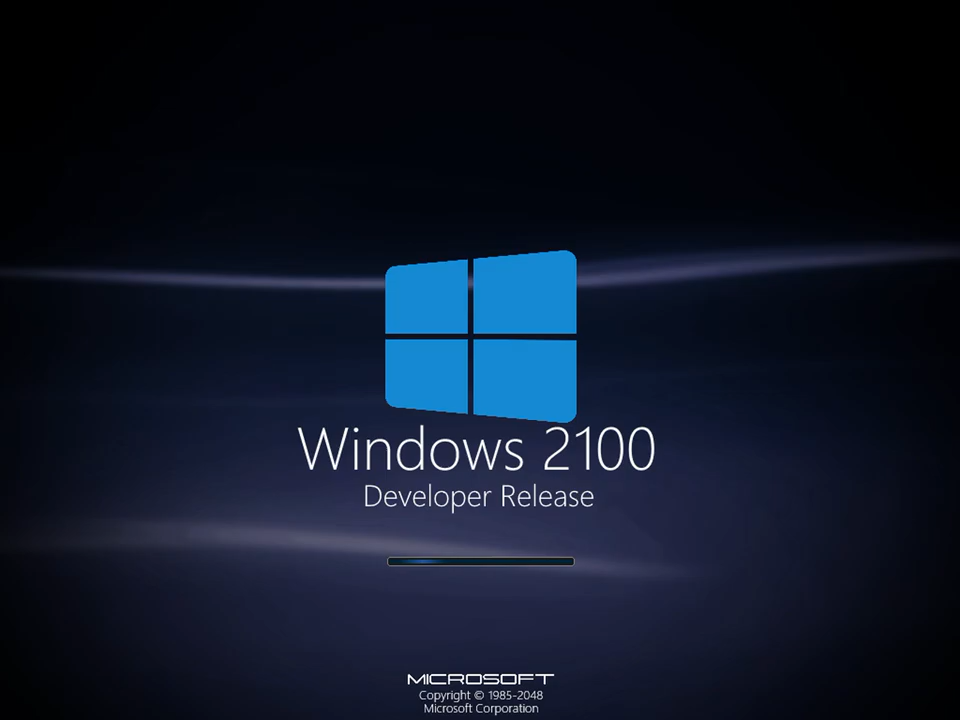 Windows 2100
Developer Release
MICROSOFT
Copyright © 1985-2048
Microsoft Corporation